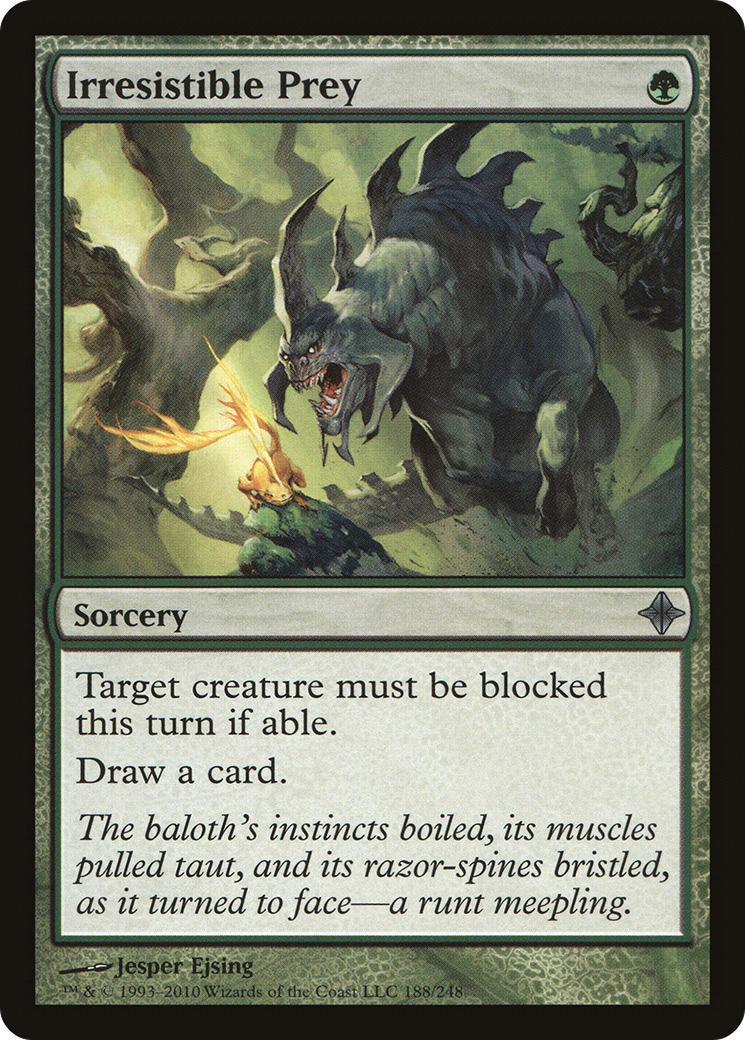 Irresistible Prey
Sorcery
Target creature must be blocked
this turn if able.
Draw a card.
The baloth's instincts boiled, its muscles
pulled taut, and its razor-spines bristled,
as it turned to face—a runt meepling.
Jesper Ejsing
™ & © 1993–2010 Wizards of the Coast LLC 188/248